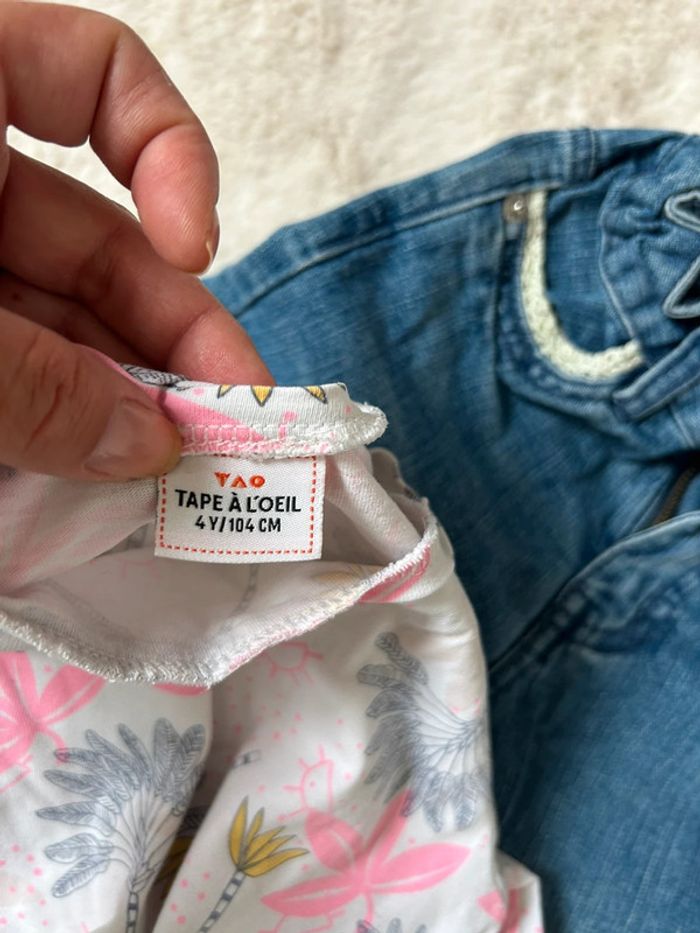 TAO
TAPE À L'OEIL
4 Y/104 CM